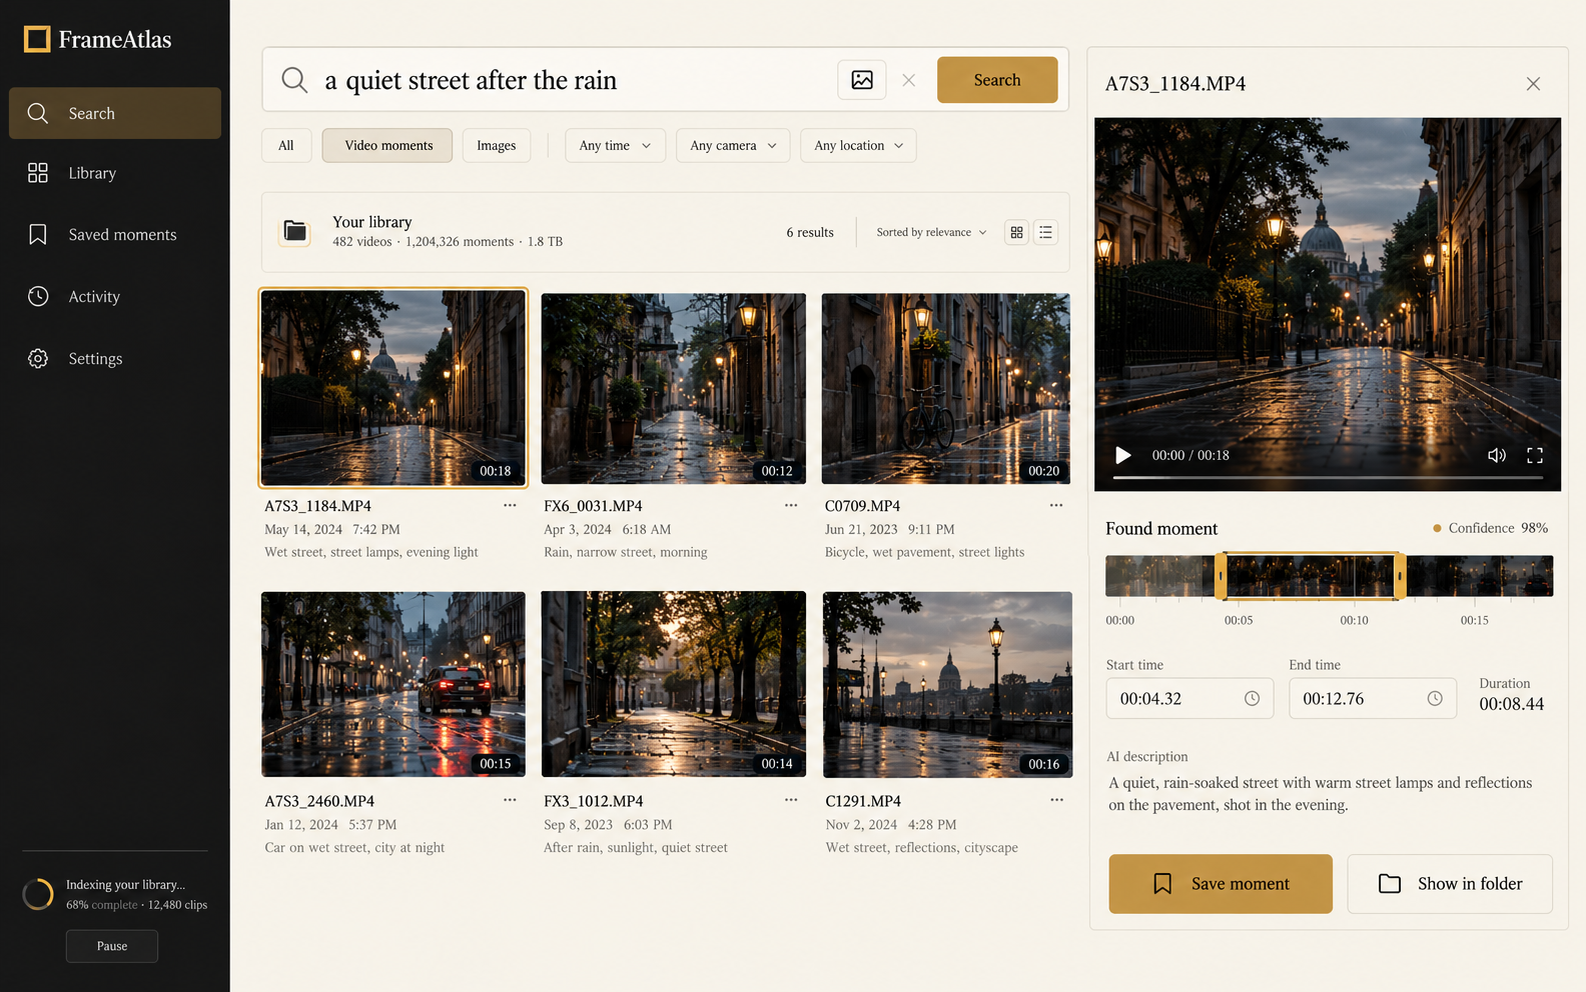 FrameAtlas
Search
Library
Saved moments
Activity
Settings
Indexing your library...
68% complete · 12,480 clips
Pause
a quiet street after the rain
Search
All
Video moments
Images
Any time
Any camera
Any location
Your library
482 videos · 1,204,326 moments · 1.8 TB
6 results
Sorted by relevance
00:18
00:12
00:20
A7S3_1184.MP4
May 14, 2024 7:42 PM
Wet street, street lamps, evening light
FX6_0031.MP4
Apr 3, 2024 6:18 AM
Rain, narrow street, morning
C0709.MP4
Jun 21, 2023 9:11 PM
Bicycle, wet pavement, street lights
00:15
00:14
00:16
A7S3_2460.MP4
Jan 12, 2024 5:37 PM
Car on wet street, city at night
FX3_1012.MP4
Sep 8, 2023 6:03 PM
After rain, sunlight, quiet street
C1291.MP4
Nov 2, 2024 4:28 PM
Wet street, reflections, cityscape
A7S3_1184.MP4
00:00 / 00:18
Found moment
Confidence 98%
00:00 00:05 00:10 00:15
Start time
00:04.32
End time
00:12.76
Duration
00:08.44
AI description
A quiet, rain-soaked street with warm street lamps and reflections
on the pavement, shot in the evening.
Save moment
Show in folder